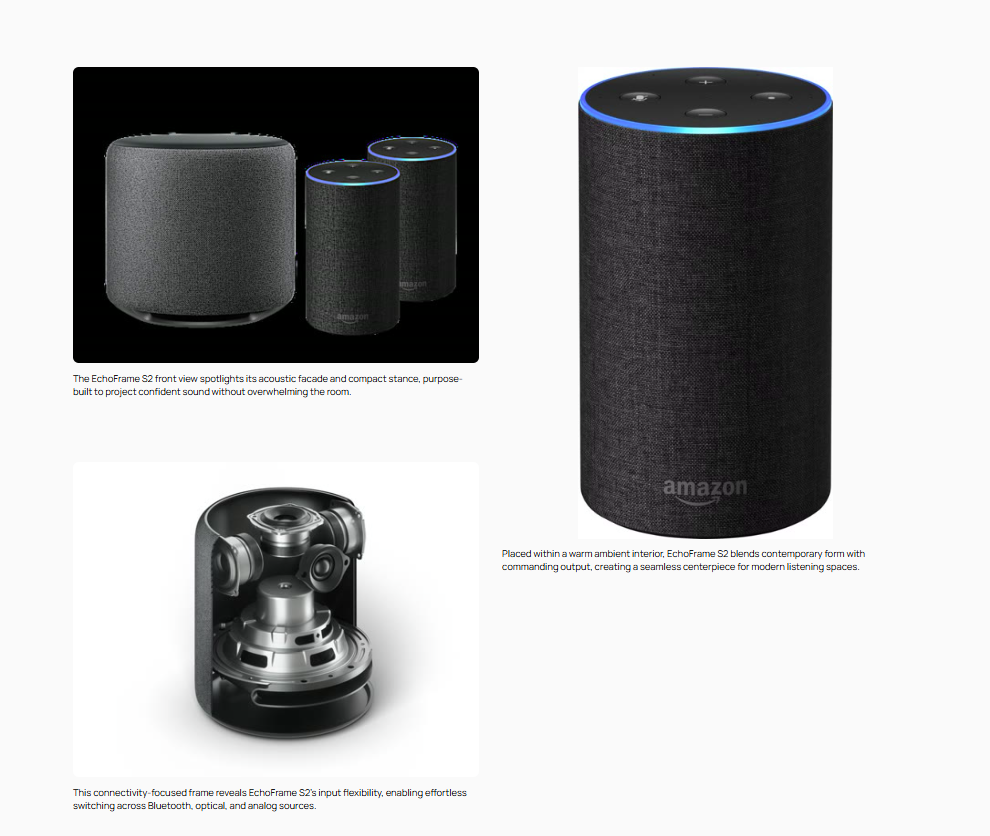 amazon
amazon
The EchoFrame S2 front view spotlights its acoustic facade and compact stance, purpose-
built to project confident sound without overwhelming the room.
amazon
Placed within a warm ambient interior, EchoFrame S2 blends contemporary form with
commanding output, creating a seamless centerpiece for modern listening spaces.
This connectivity-focused frame reveals EchoFrame S2's input flexibility, enabling effortless
switching across Bluetooth, optical, and analog sources.